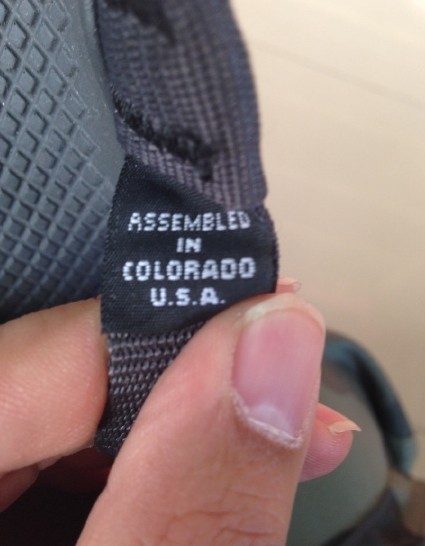 ASSEMBLED
IN
COLORADO
U.S.A.